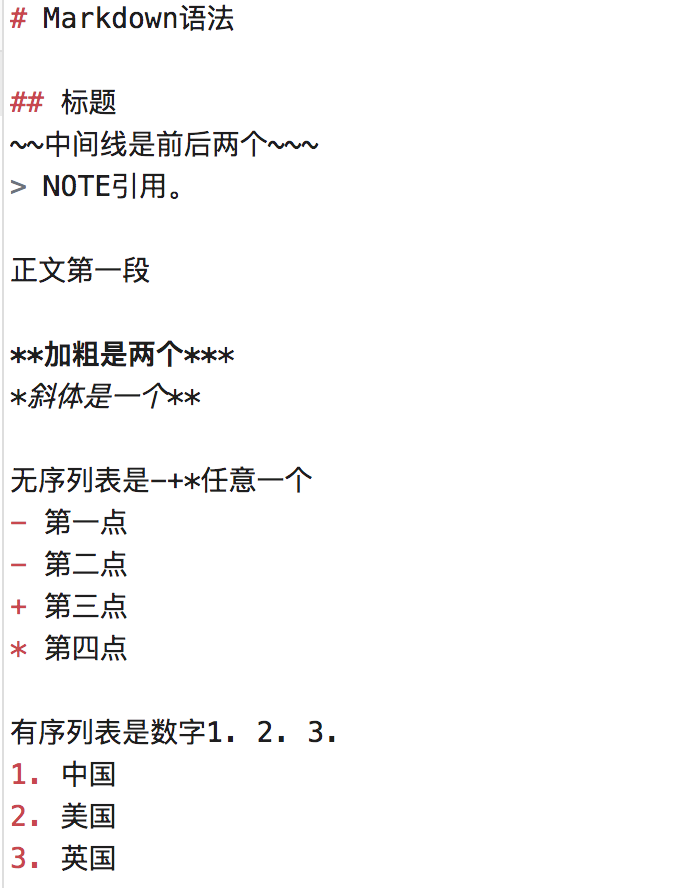 # Markdown语法
## 标题
~~中间线是前后两个~~~
> NOTE引用。
正文第一段
**加粗是两个***
*斜体是一个**
无序列表是-+*任意一个
- 第一点
- 第二点
+ 第三点
* 第四点
有序列表是数字1. 2. 3.
1. 中国
2. 美国
3. 英国